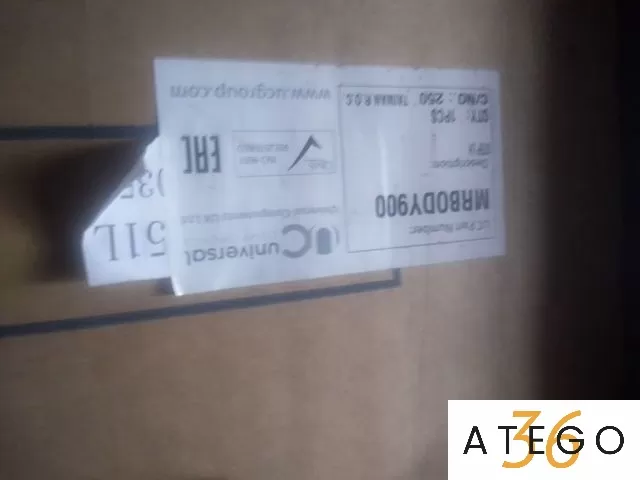 UC Part Number:
MRBODY900
Description:
QTY: 1PCS
C/NO.: 250 TAIWAN R.O.C
universal
Universal Components UK Ltd
EAC
www.ucgroup.com
51L
035
ATEGO
36